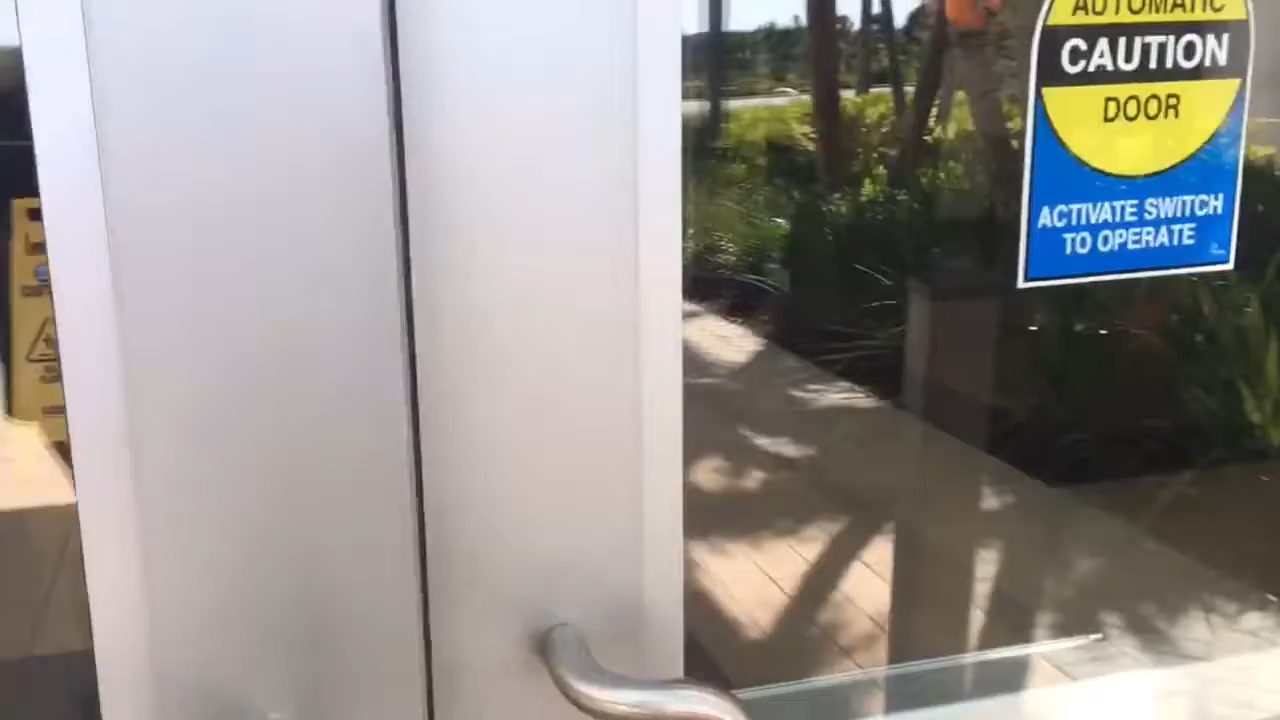 AUTOMATIC
CAUTION
DOOR
ACTIVATE SWITCH
TO OPERATE